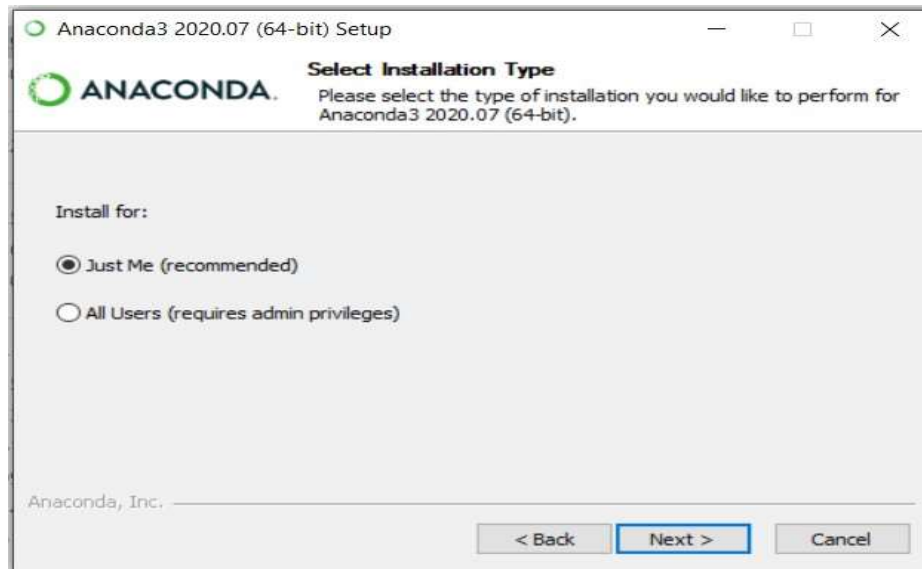 Anaconda3 2020.07 (64-bit) Setup
ANACONDA.
Select Installation Type
Please select the type of installation you would like to perform for
Anaconda3 2020.07 (64-bit).
Install for:
Just Me (recommended)
All Users (requires admin privileges)
Anaconda, Inc.
< Back
Next >
Cancel